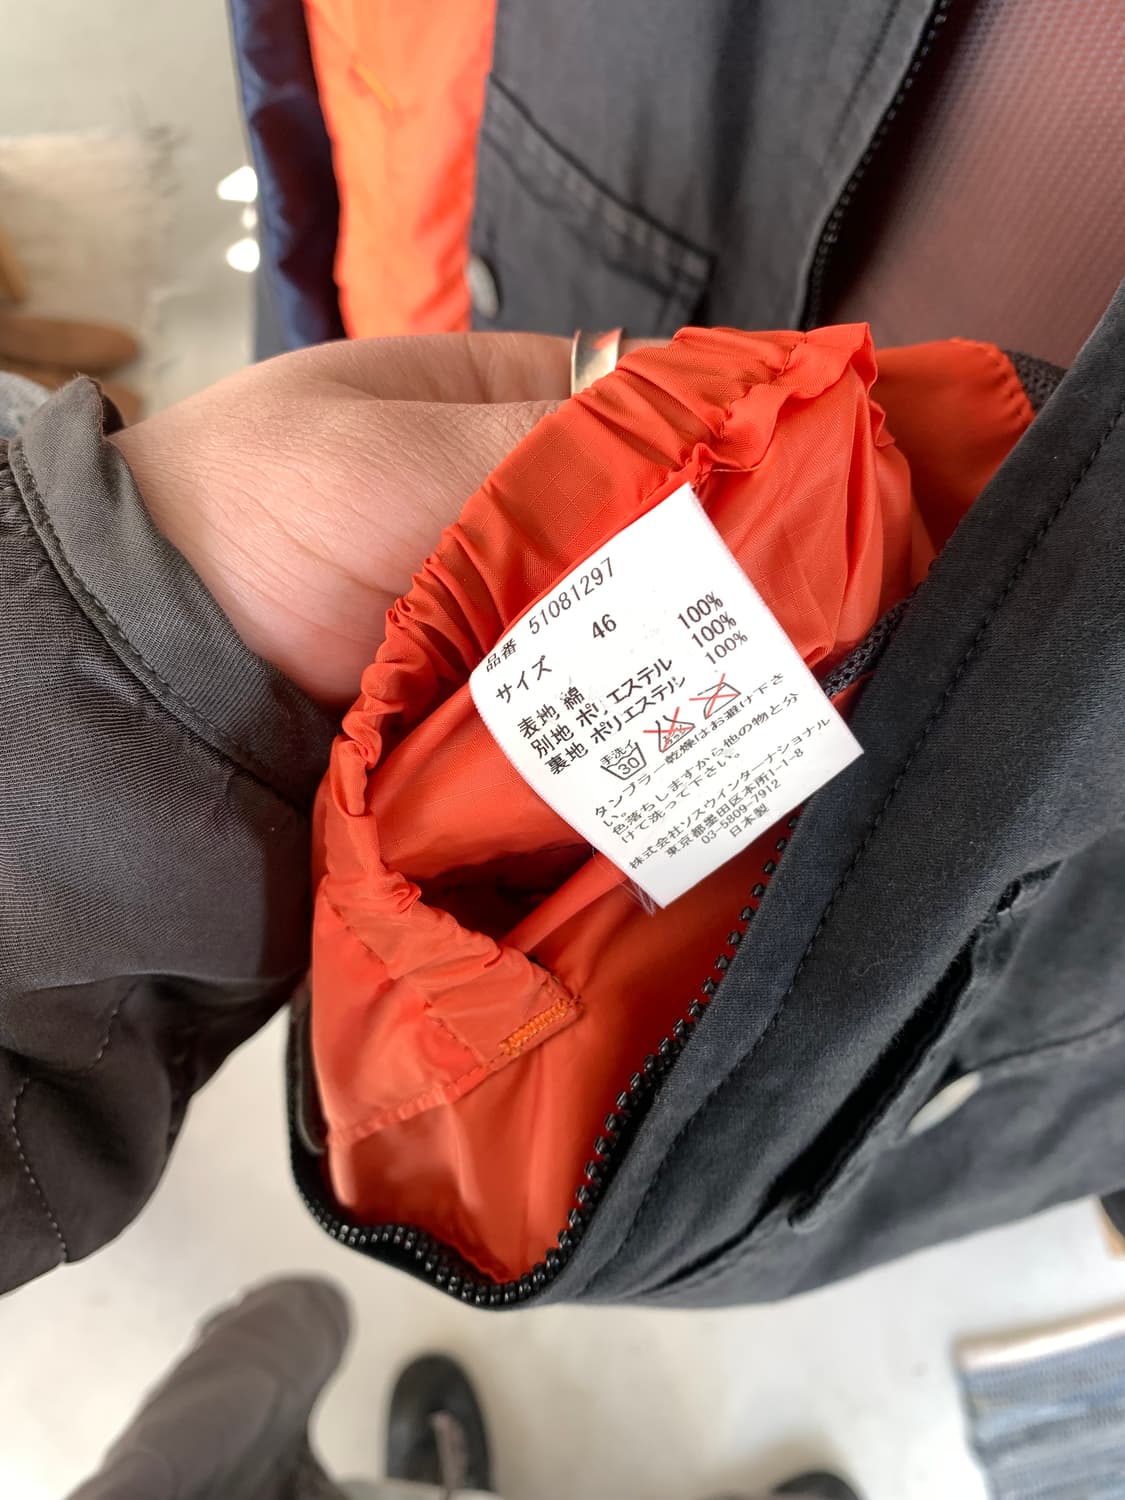 品番 51081297
サイズ 46
表地 綿 100%
別地 ポリエステル 100%
裏地 ポリエステル 100%
手洗イ
30
タンブラー乾燥はお避け下さ
い。
色落ちしますから他の物と分
けて洗って下さい。
株式会社ソスウインターナショナル
東京都墨田区本所1-1-8
03-5809-7912
日本製